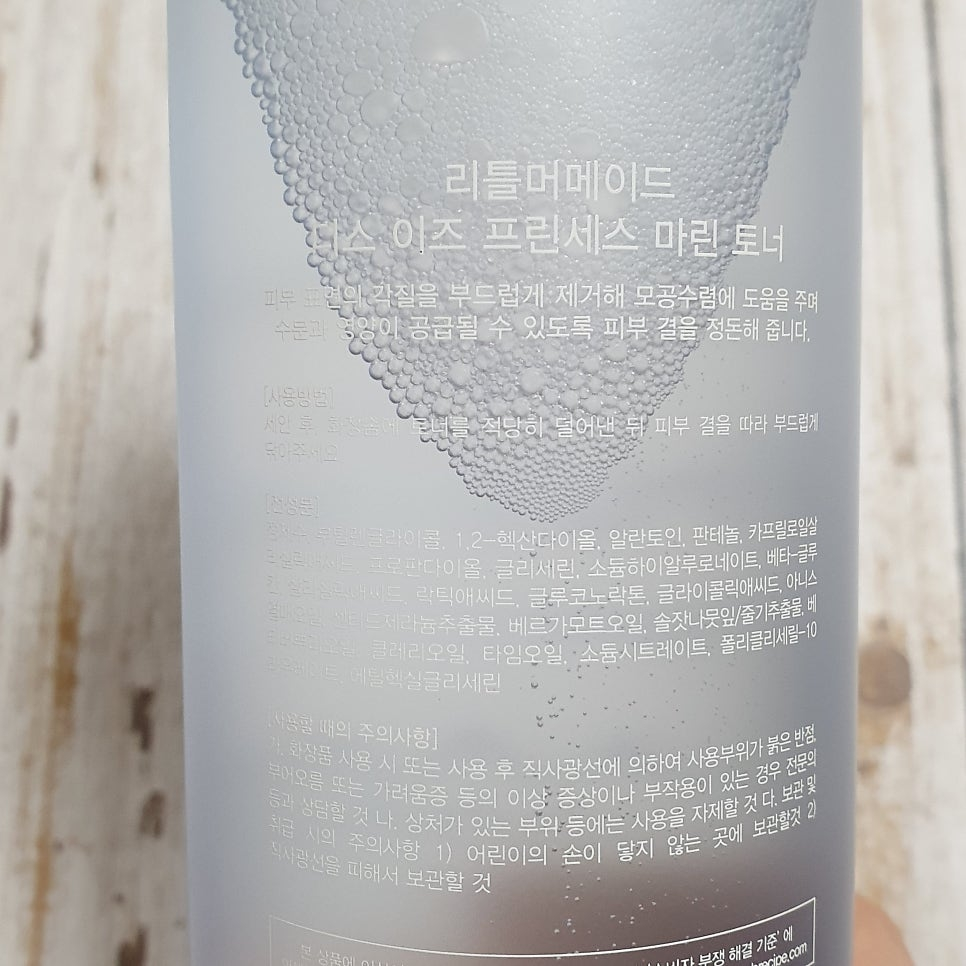 리틀머메이드
디스 이즈 프린세스 마린 토너
피부 표면의 각질을 부드럽게 제거해 모공수렴에 도움을 주며
수분과 영양이 공급될 수 있도록 피부 결을 정돈해 줍니다.
[사용방법]
세안 후, 화장솜에 토너를 적당히 덜어낸 뒤 피부 결을 따라 부드럽게
닦아주세요.
[전성분]
정제수, 부틸렌글라이콜, 1,2-헥산다이올, 알란토인, 판테놀, 카프릴로일살
리실릭애씨드, 프로판다이올, 글리세린, 소듐하이알루로네이트, 베타-글루
칸, 살리실릭애씨드, 락틱애씨드, 글루코노락톤, 글라이콜릭애씨드, 아니스
열매오일, 센티드제라늄추출물, 베르가모트오일, 솔잣나뭇잎/줄기추출물, 베
티버뿌리오일, 클레리오일, 타임오일, 소듐시트레이트, 폴리글리세릴-10
라우레이트, 에틸헥실글리세린
[사용할 때의 주의사항]
가. 화장품 사용 시 또는 사용 후 직사광선에 의하여 사용부위가 붉은 반점,
부어오름 또는 가려움증 등의 이상 증상이나 부작용이 있는 경우 전문의
등과 상담할 것 나. 상처가 있는 부위 등에는 사용을 자제할 것 다. 보관 및
취급 시의 주의사항 1) 어린이의 손이 닿지 않는 곳에 보관할것 2)
직사광선을 피해서 보관할 것
본 상품에 분쟁 해결 기준' 에
recipe.com